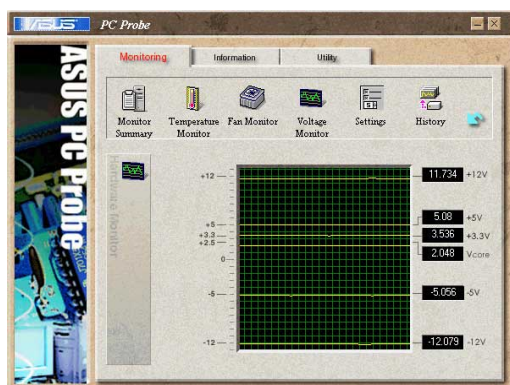 ASUS
PC Probe
ASUS PC Probe
Monitoring
Information
Utility
Monitor Summary
Temperature Monitor
Fan Monitor
Voltage Monitor
Settings
History
Hardware Monitor
+12
+5
+3.3
+2.5
0
-5
-12
11.734 +12V
5.08 +5V
3.536 +3.3V
2.048 Vcore
-5.056 -5V
-12.079 -12V